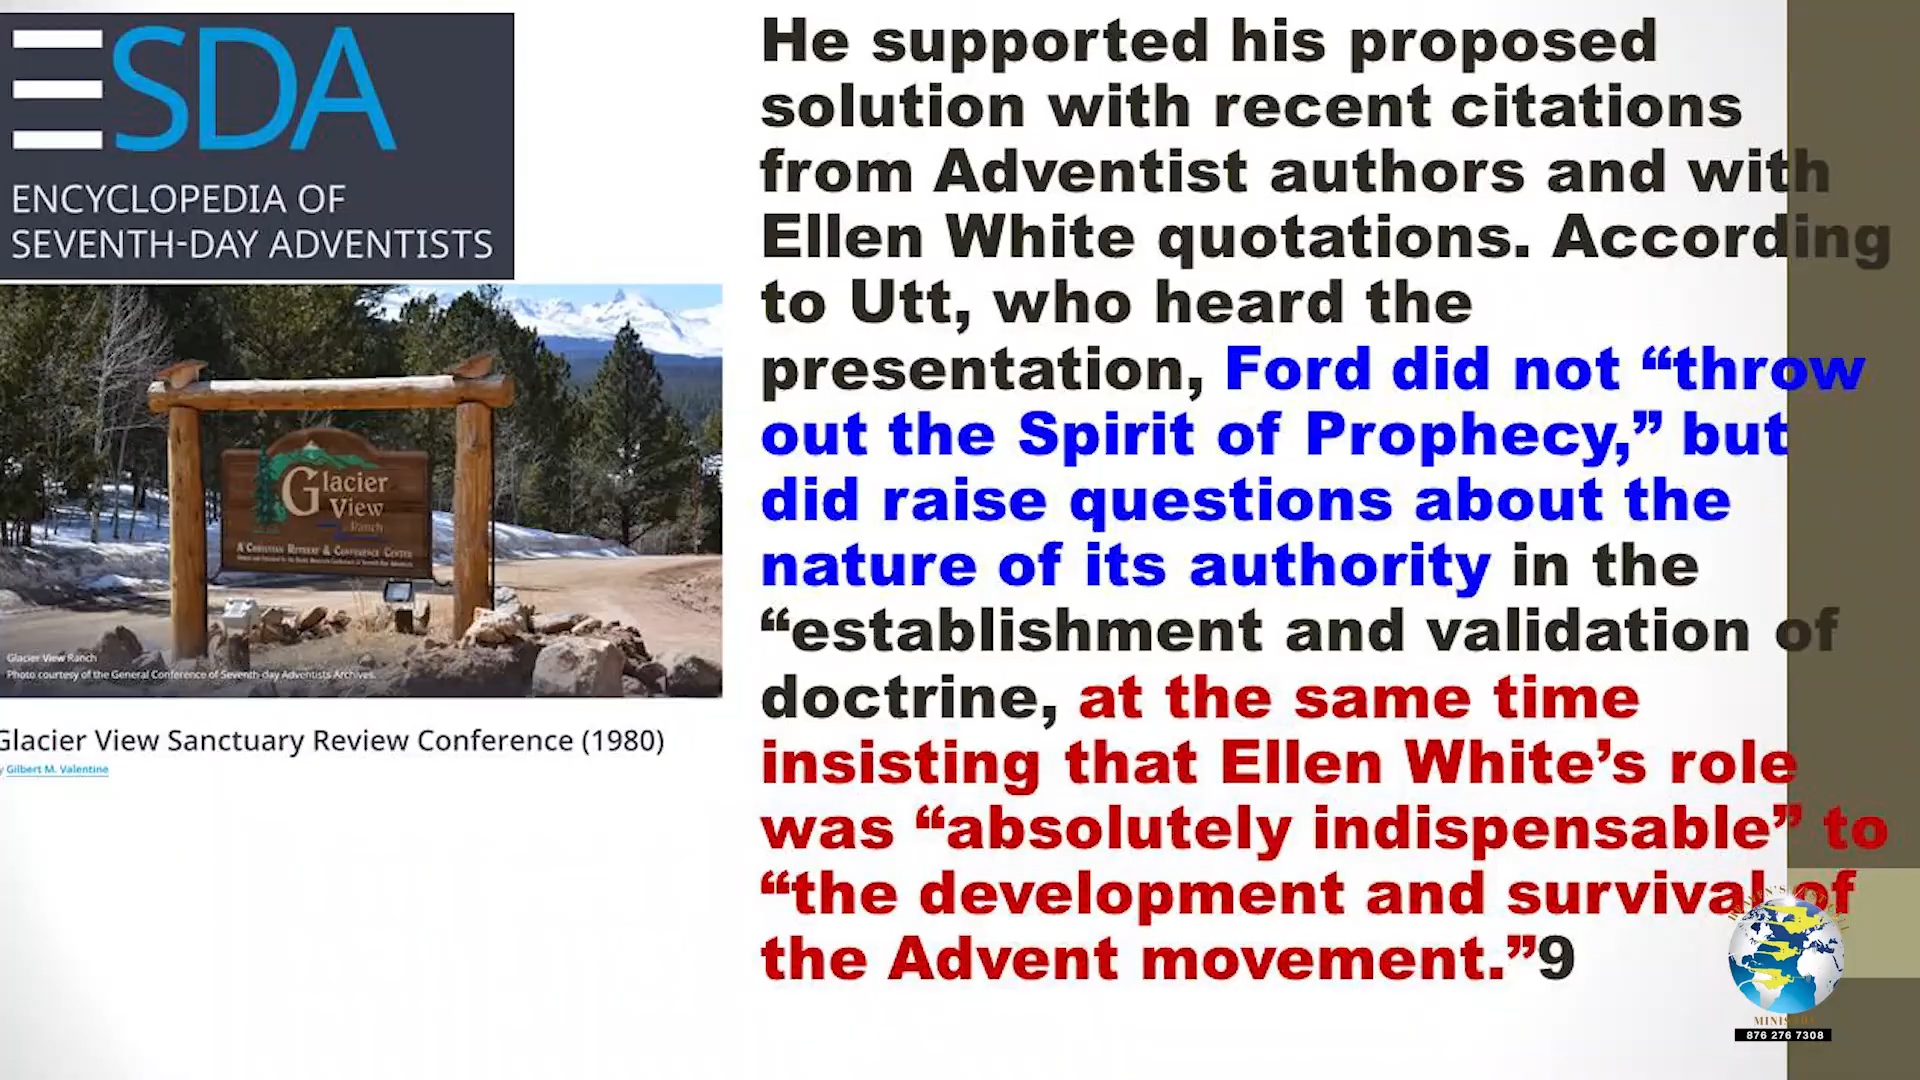 ESDA
ENCYCLOPEDIA OF
SEVENTH-DAY ADVENTISTS
Glacier
View
Ranch
A CHRISTIAN RETREAT & CONFERENCE CENTER
Glacier View Ranch
Photo courtesy of the General Conference of Seventh-day Adventists Archives.
Glacier View Sanctuary Review Conference (1980)
y Gilbert M. Valentine
He supported his proposed
solution with recent citations
from Adventist authors and with
Ellen White quotations. According
to Utt, who heard the
presentation, Ford did not “throw
out the Spirit of Prophecy,” but
did raise questions about the
nature of its authority in the
“establishment and validation of
doctrine, at the same time
insisting that Ellen White’s role
was “absolutely indispensable” to
“the development and survival of
the Advent movement.”9
876 276 7308